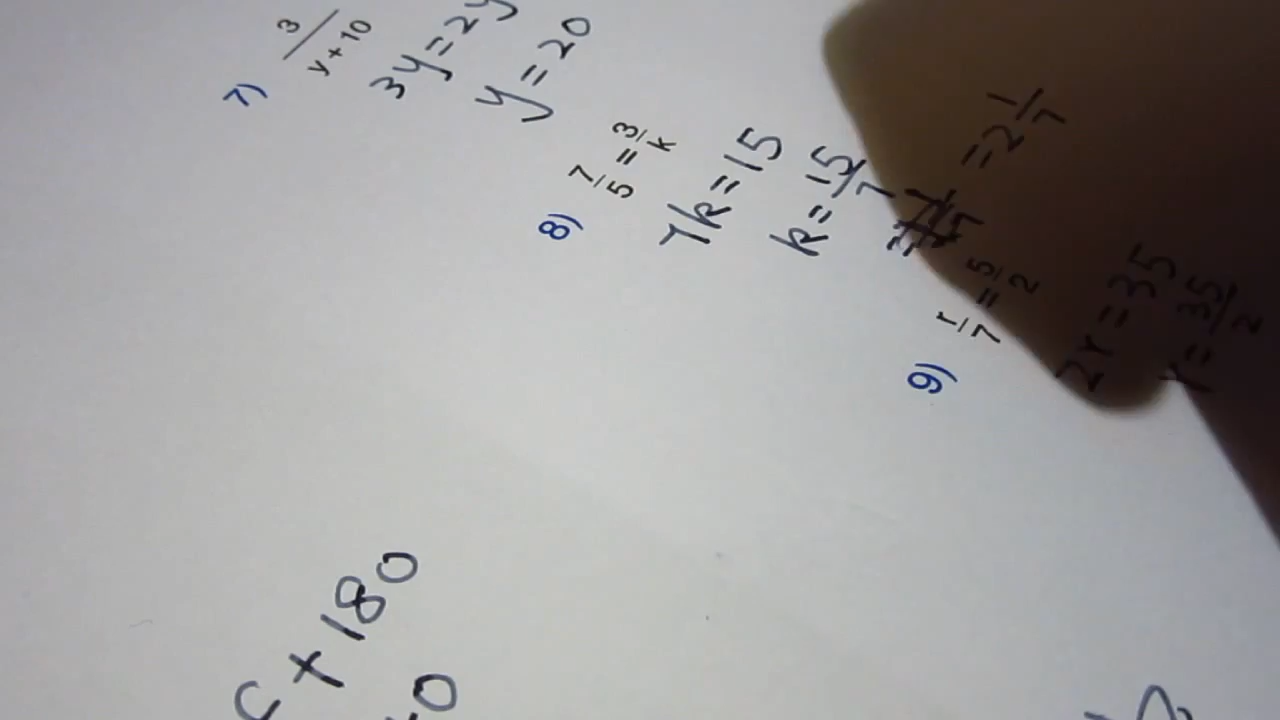 7) 3/y+10
3y=2y
y=20
8) 7/5 = 3/k
7k=15
k=15/7
=2 1/7
9) r/7 = 5/2
2r=35
r=35/2
+180
0